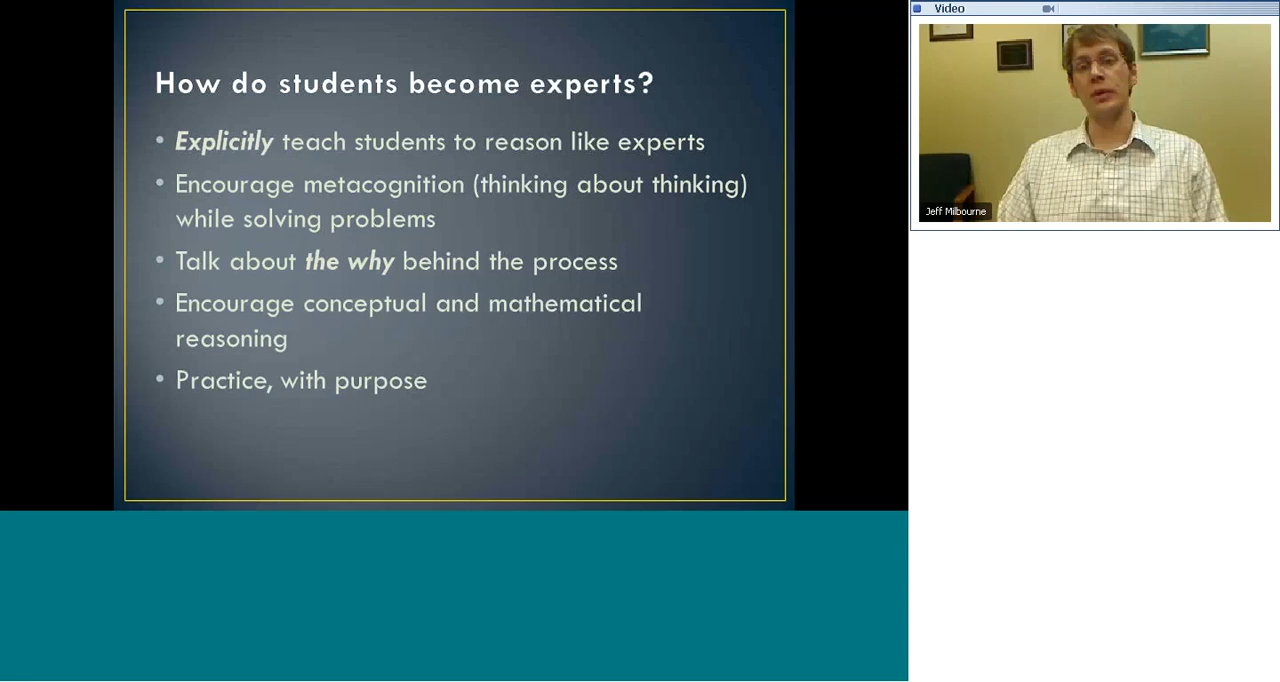 How do students become experts?
• Explicitly teach students to reason like experts
• Encourage metacognition (thinking about thinking)
while solving problems
• Talk about the why behind the process
• Encourage conceptual and mathematical
reasoning
• Practice, with purpose
Video
Jeff Milbourne